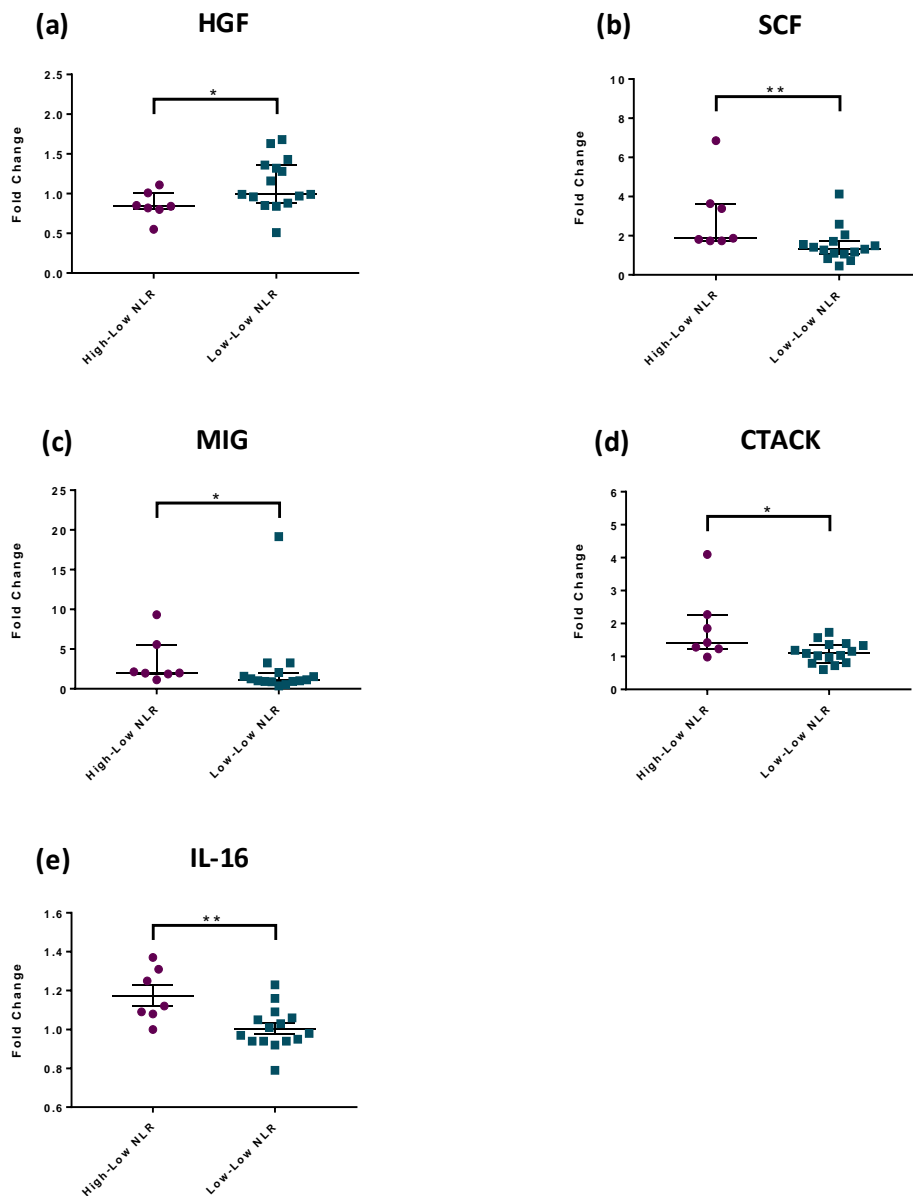 (a) HGF
Fold Change
2.5
2.0
1.5
1.0
0.5
0.0
*
High-Low NLR
Low-Low NLR
(b) SCF
Fold Change
10
8
6
4
2
0
**
High-Low NLR
Low-Low NLR
(c) MIG
Fold Change
25
20
15
10
5
0
*
High-Low NLR
Low-Low NLR
(d) CTACK
Fold Change
6
5
4
3
2
1
0
*
High-Low NLR
Low-Low NLR
(e) IL-16
Fold Change
1.6
1.4
1.2
1.0
0.8
0.6
**
High-Low NLR
Low-Low NLR